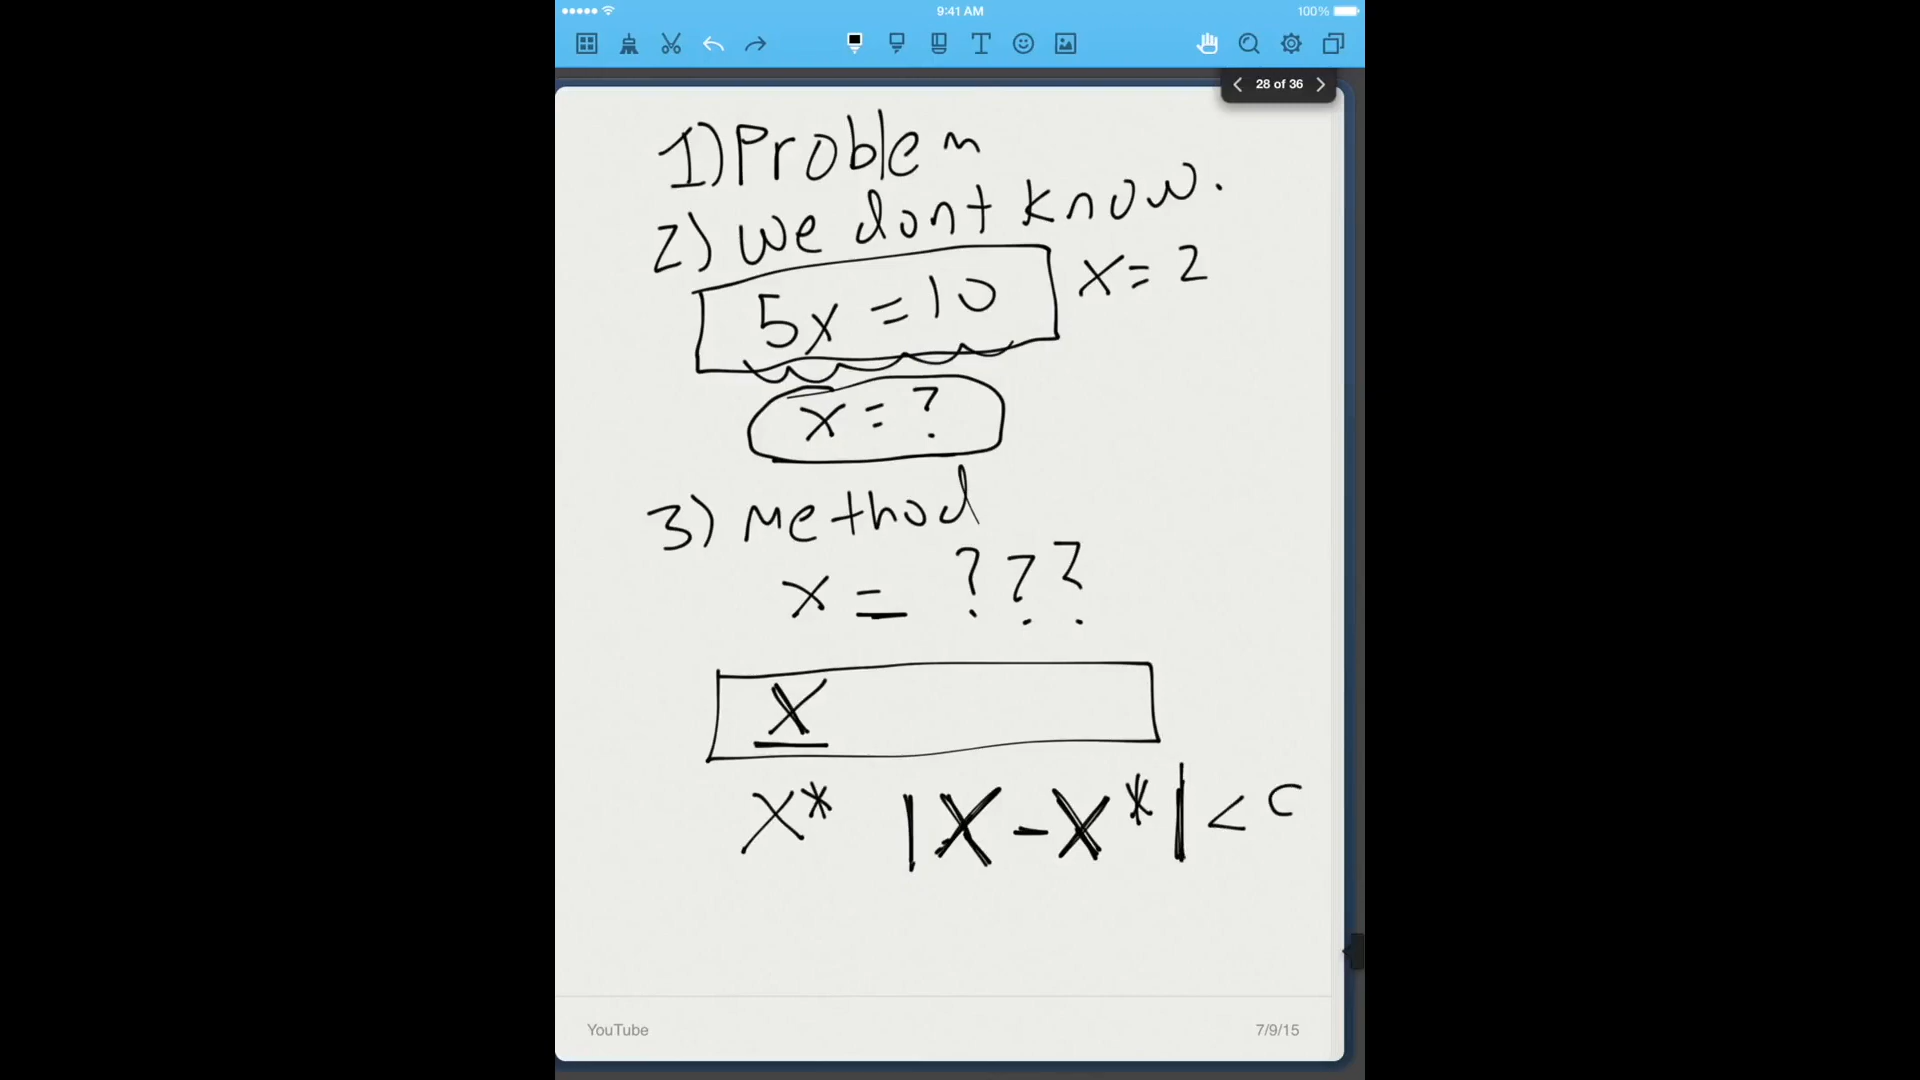 9:41 AM
100%
28 of 36
1) Problem
2) we dont know.
5x = 10 x = 2
x = ?
3) method
x = ? ? ?
X
X* |X - X*| < c
YouTube
7/9/15